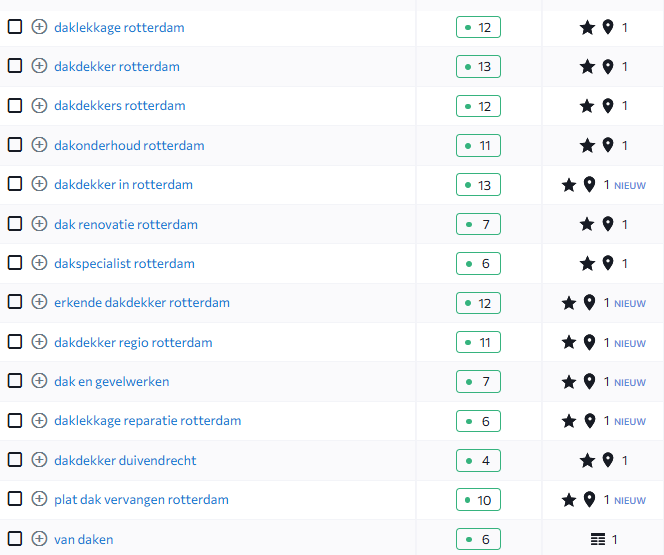 daklekkage rotterdam 12 1
dakdekker rotterdam 13 1
dakdekkers rotterdam 12 1
dakonderhoud rotterdam 11 1
dakdekker in rotterdam 13 1 NIEUW
dak renovatie rotterdam 7 1
dakspecialist rotterdam 6 1
erkende dakdekker rotterdam 12 1 NIEUW
dakdekker regio rotterdam 11 1 NIEUW
dak en gevelwerken 7 1 NIEUW
daklekkage reparatie rotterdam 6 1 NIEUW
dakdekker duivendrecht 4 1
plat dak vervangen rotterdam 10 1 NIEUW
van daken 6 1